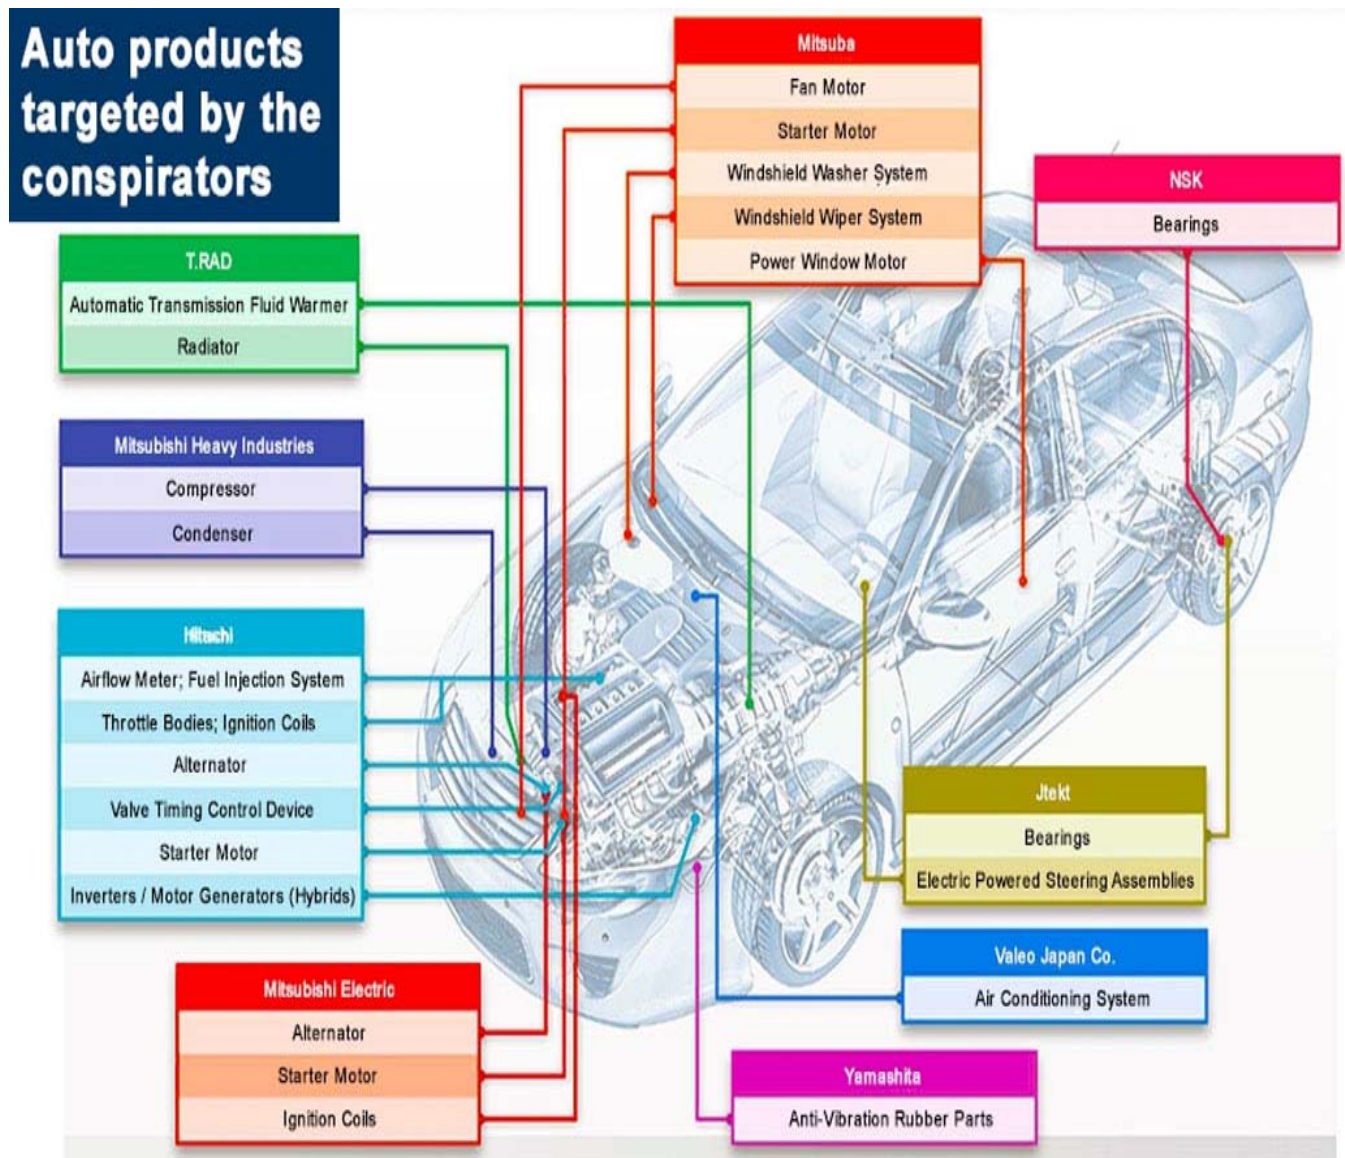 Auto products
targeted by the
conspirators
Mitsuba
Fan Motor
Starter Motor
Windshield Washer System
Windshield Wiper System
Power Window Motor
NSK
Bearings
T.RAD
Automatic Transmission Fluid Warmer
Radiator
Mitsubishi Heavy Industries
Compressor
Condenser
Hitachi
Airflow Meter; Fuel Injection System
Throttle Bodies; Ignition Coils
Alternator
Valve Timing Control Device
Starter Motor
Inverters / Motor Generators (Hybrids)
Jtekt
Bearings
Electric Powered Steering Assemblies
Valeo Japan Co.
Air Conditioning System
Mitsubishi Electric
Alternator
Starter Motor
Ignition Coils
Yamashita
Anti-Vibration Rubber Parts